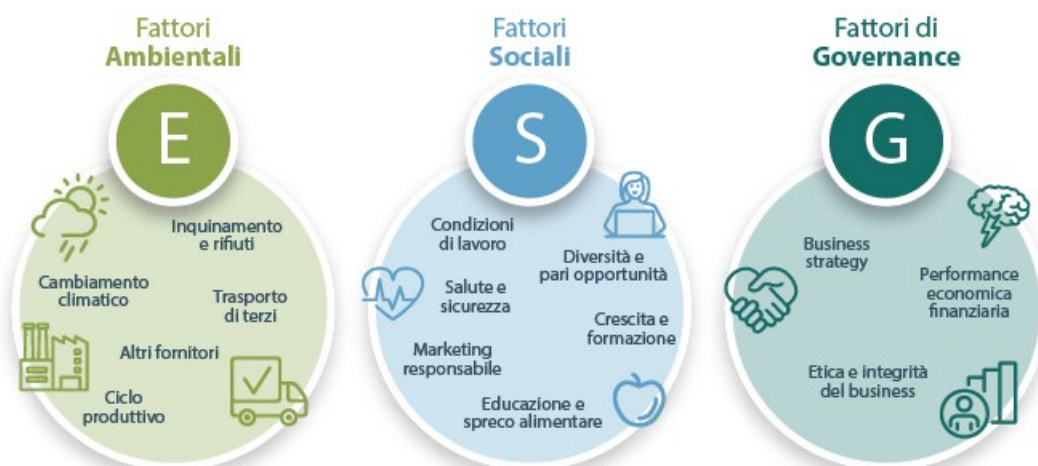 Fattori
Ambientali
E
Inquinamento
e rifiuti
Cambiamento
climatico
Trasporto
di terzi
Altri fornitori
Ciclo
produttivo
Fattori
Sociali
S
Condizioni
di lavoro
Diversità e
pari opportunità
Salute e
sicurezza
Crescita e
formazione
Marketing
responsabile
Educazione e
spreco alimentare
Fattori di
Governance
G
Business
strategy
Performance
economica
finanziaria
Etica e integrità
del business